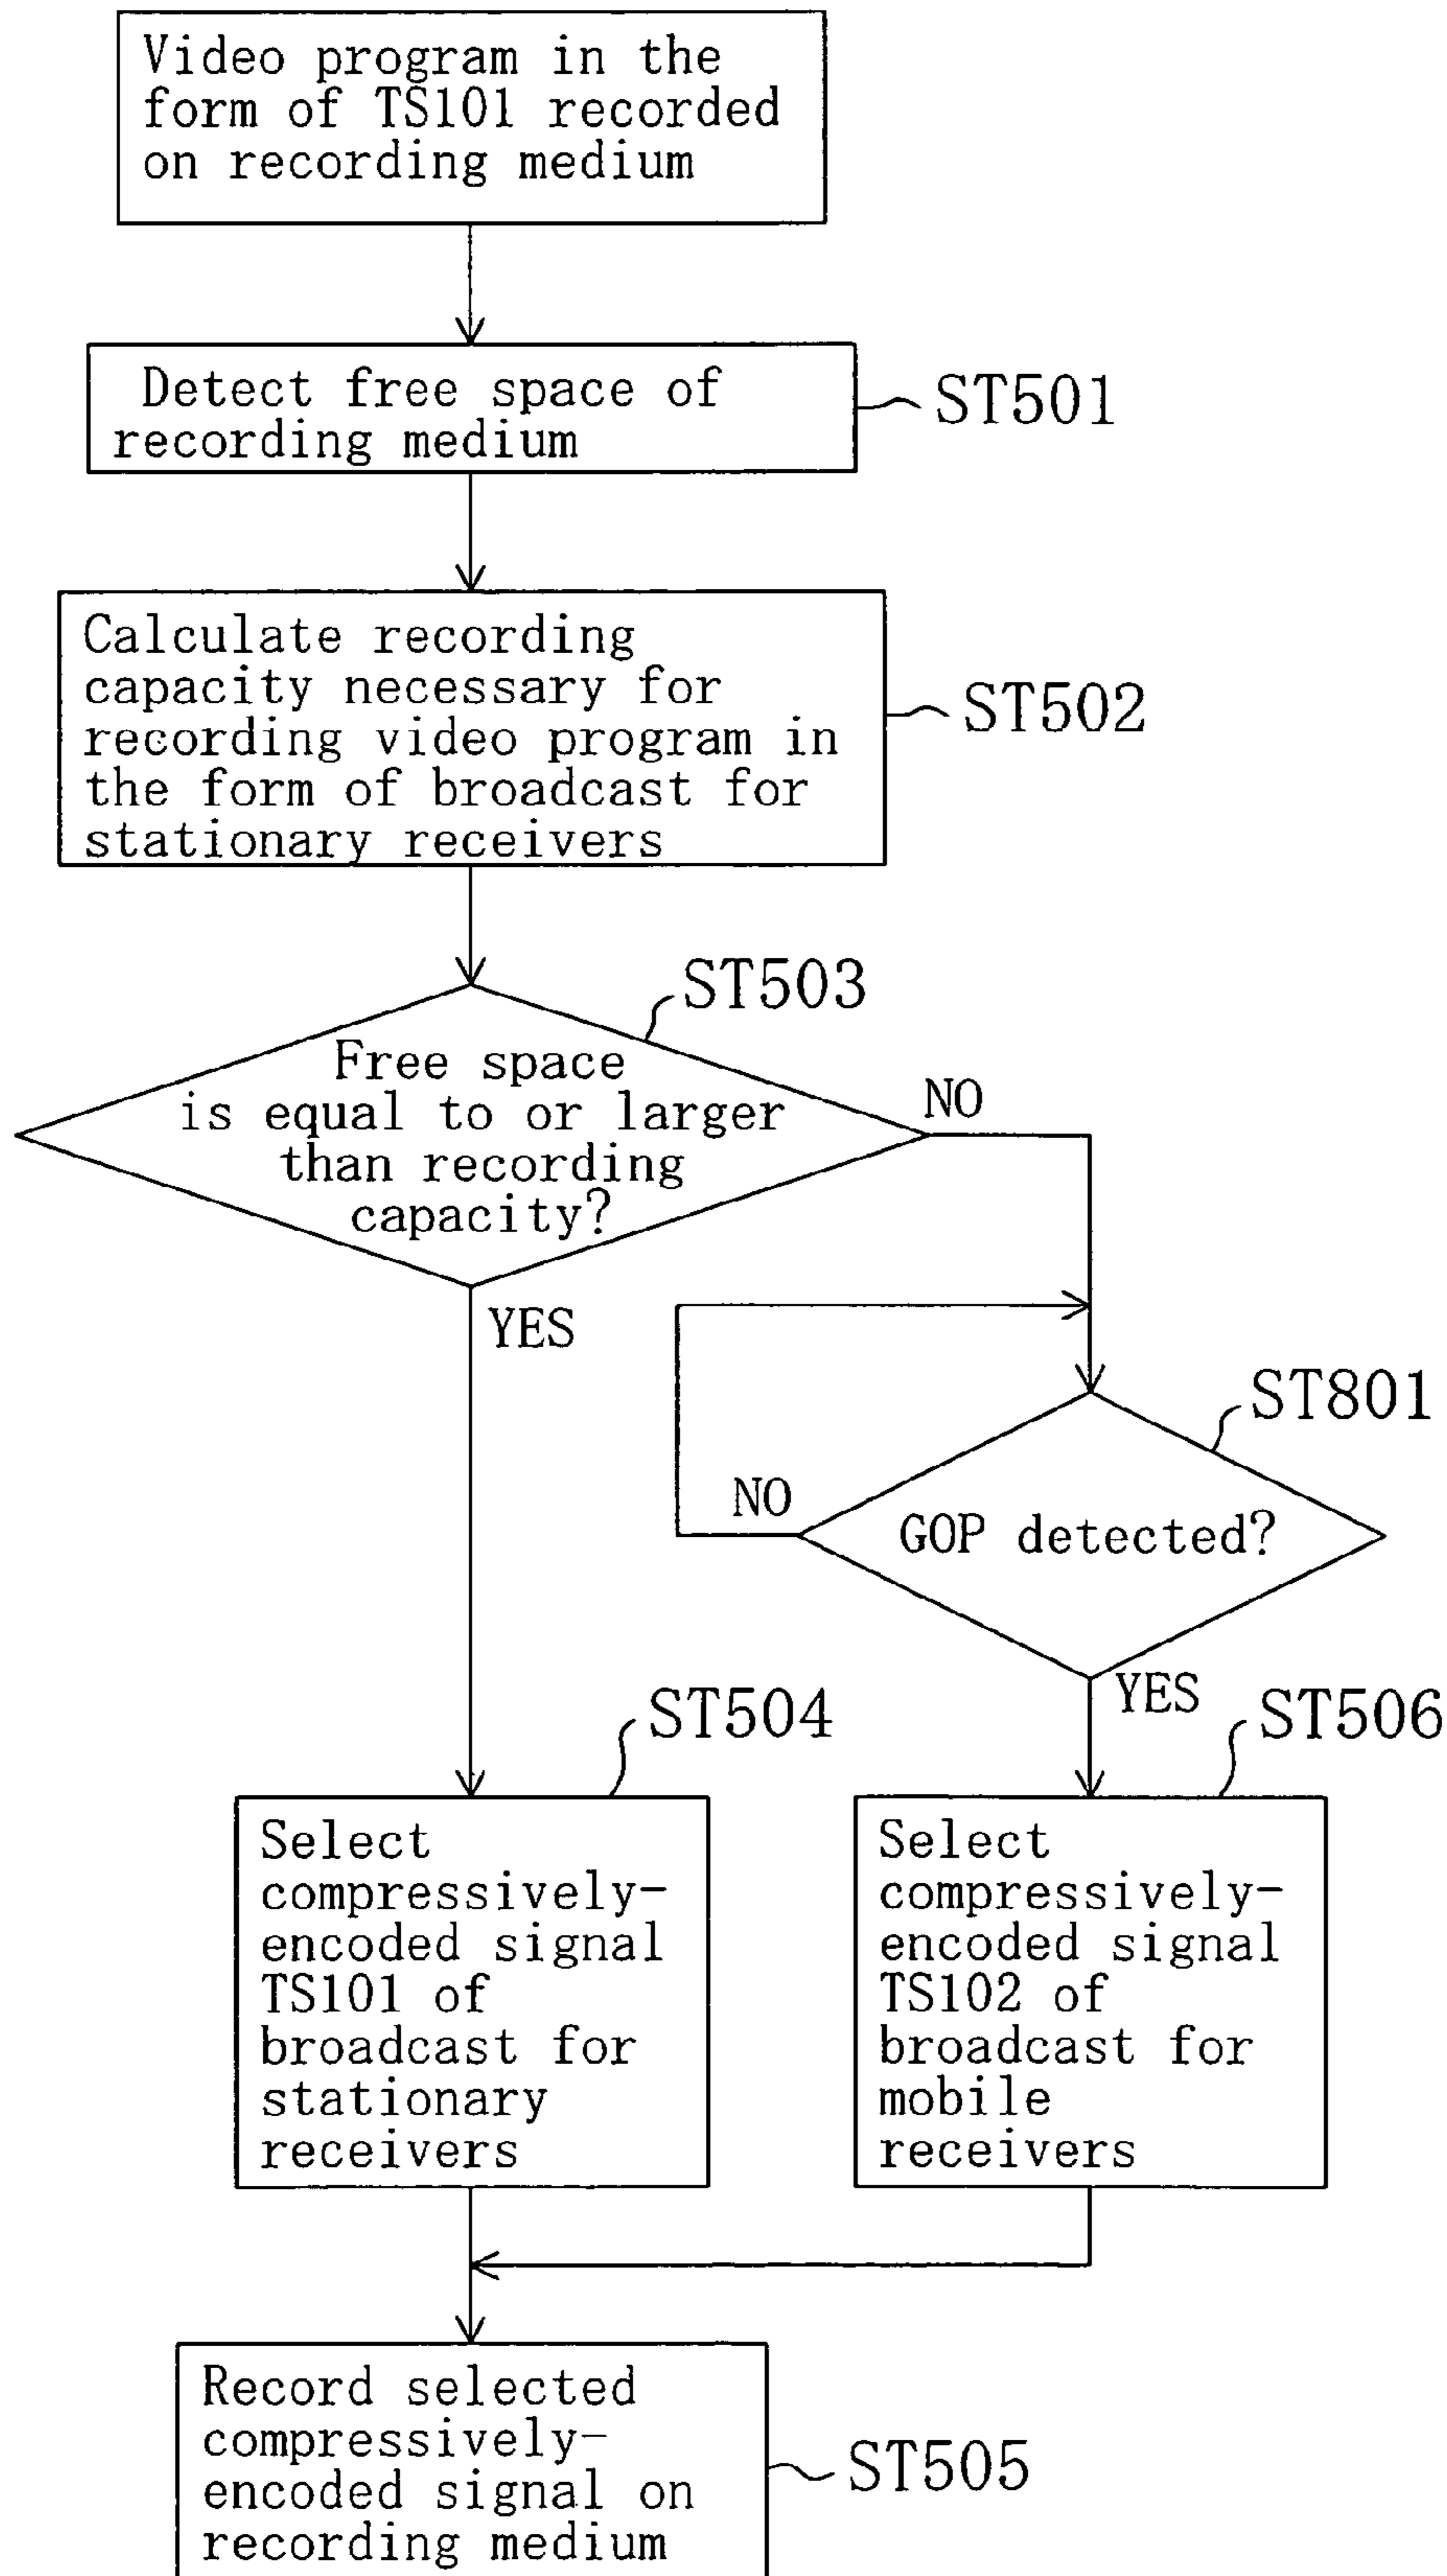 Video program in the
form of TS101 recorded
on recording medium
Detect free space of
recording medium
ST501
Calculate recording
capacity necessary for
recording video program in
the form of broadcast for
stationary receivers
ST502
ST503
Free space
is equal to or larger
than recording
capacity?
NO
YES
ST801
NO
GOP detected?
YES
ST504
ST506
Select
compressively-
encoded signal
TS101 of
broadcast for
stationary
receivers
Select
compressively-
encoded signal
TS102 of
broadcast for
mobile
receivers
Record selected
compressively-
encoded signal on
recording medium
ST505